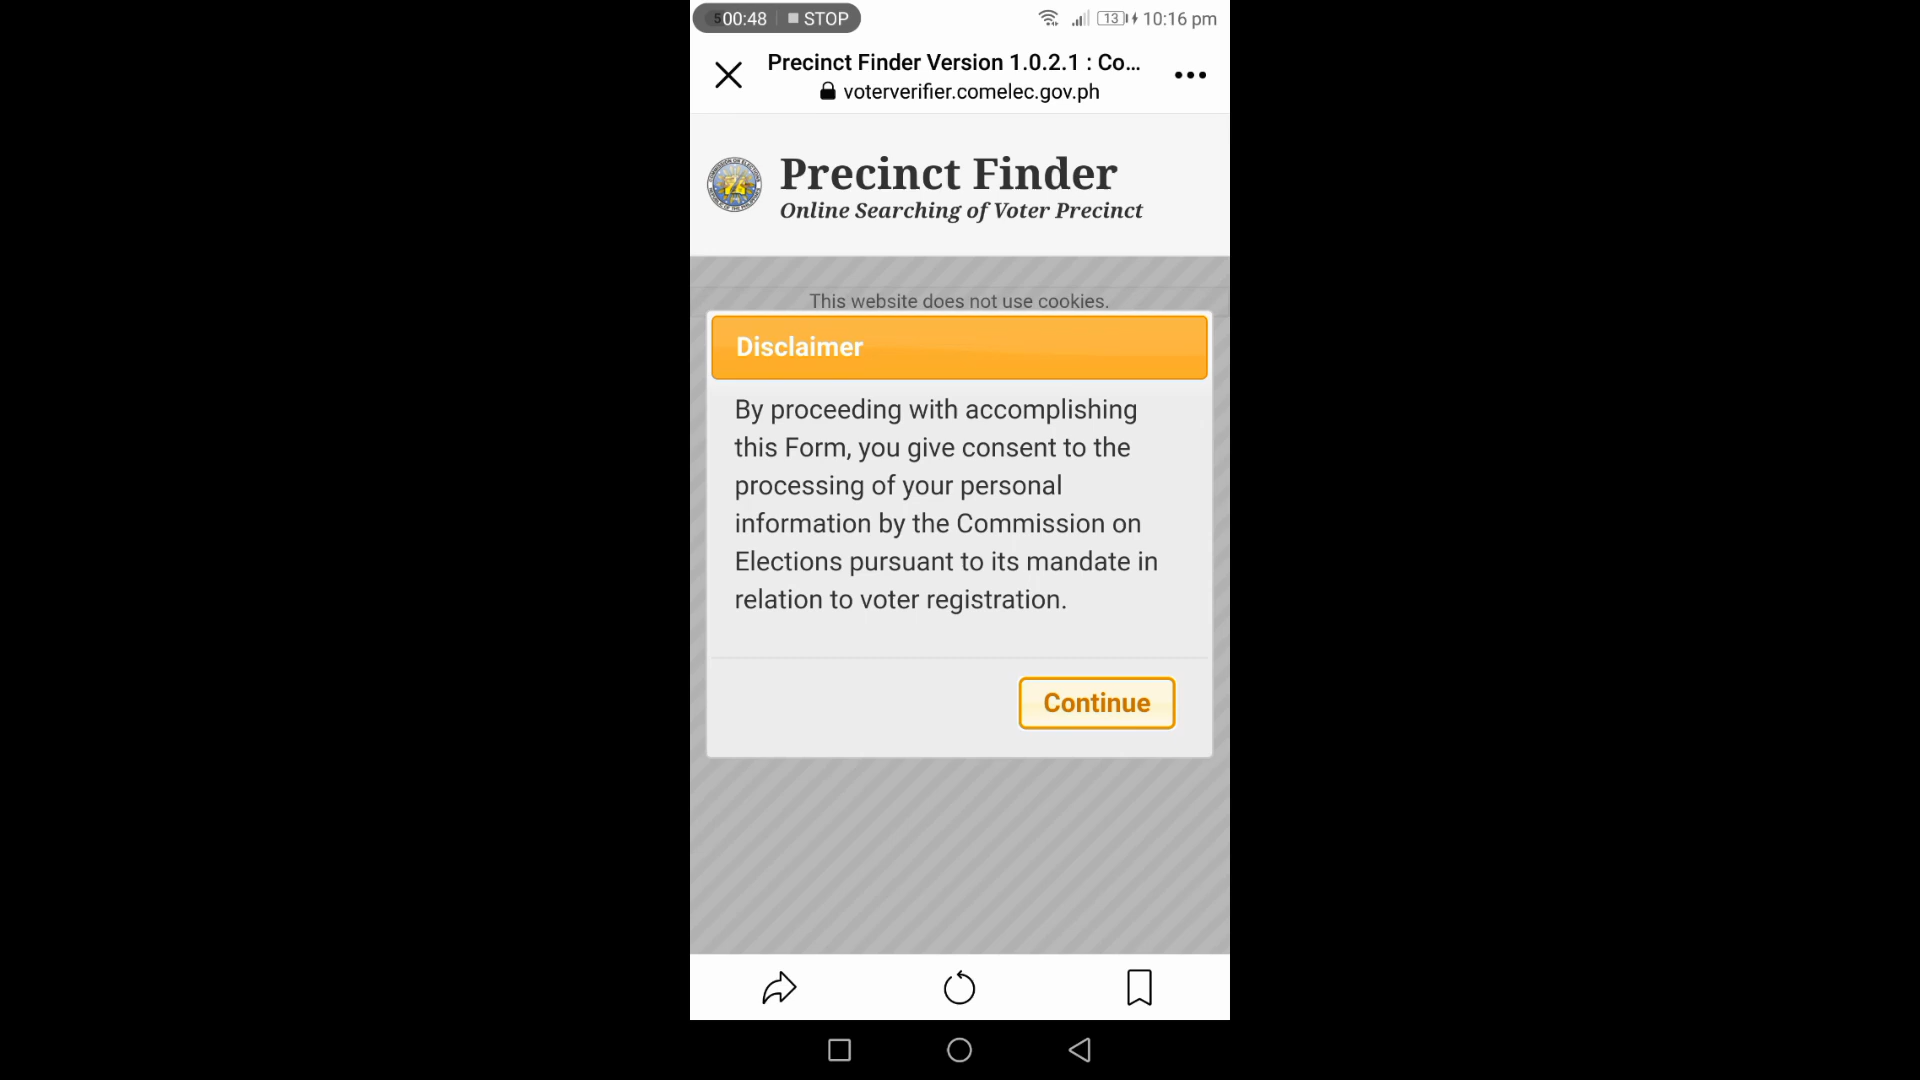 00:48 STOP 13 10:16 pm
Precinct Finder Version 1.0.2.1 : Co...
voterverifier.comelec.gov.ph
Precinct Finder
Online Searching of Voter Precinct
This website does not use cookies.
Disclaimer
By proceeding with accomplishing
this Form, you give consent to the
processing of your personal
information by the Commission on
Elections pursuant to its mandate in
relation to voter registration.
Continue